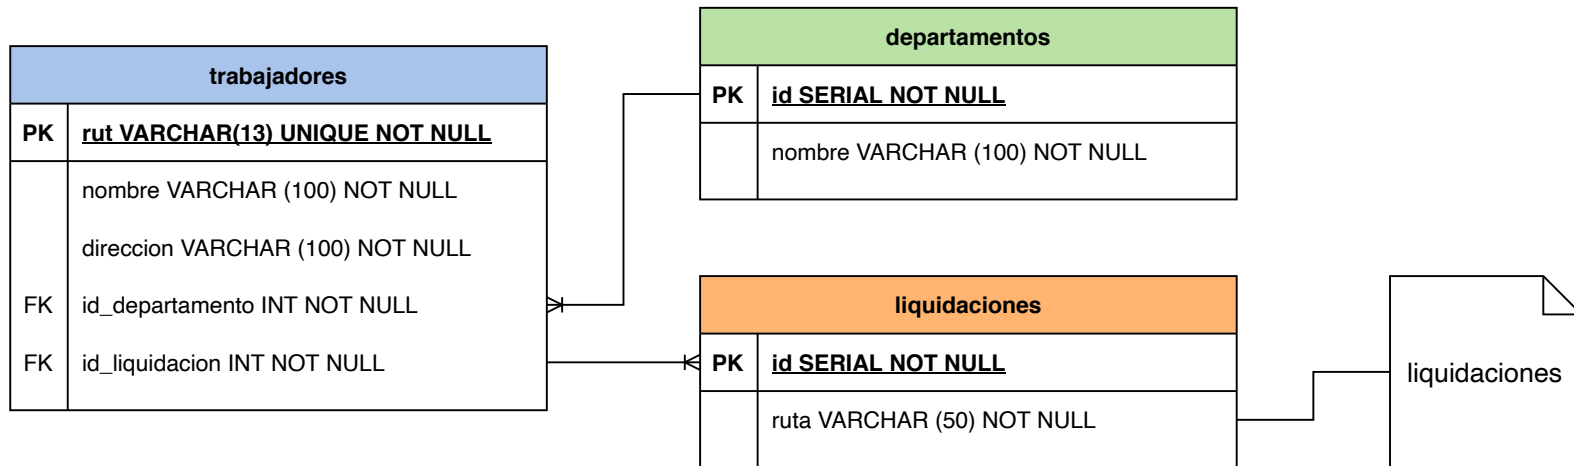 trabajadores
PK rut VARCHAR(13) UNIQUE NOT NULL
nombre VARCHAR (100) NOT NULL
direccion VARCHAR (100) NOT NULL
FK id_departamento INT NOT NULL
FK id_liquidacion INT NOT NULL
departamentos
PK id SERIAL NOT NULL
nombre VARCHAR (100) NOT NULL
liquidaciones
PK id SERIAL NOT NULL
ruta VARCHAR (50) NOT NULL
liquidaciones